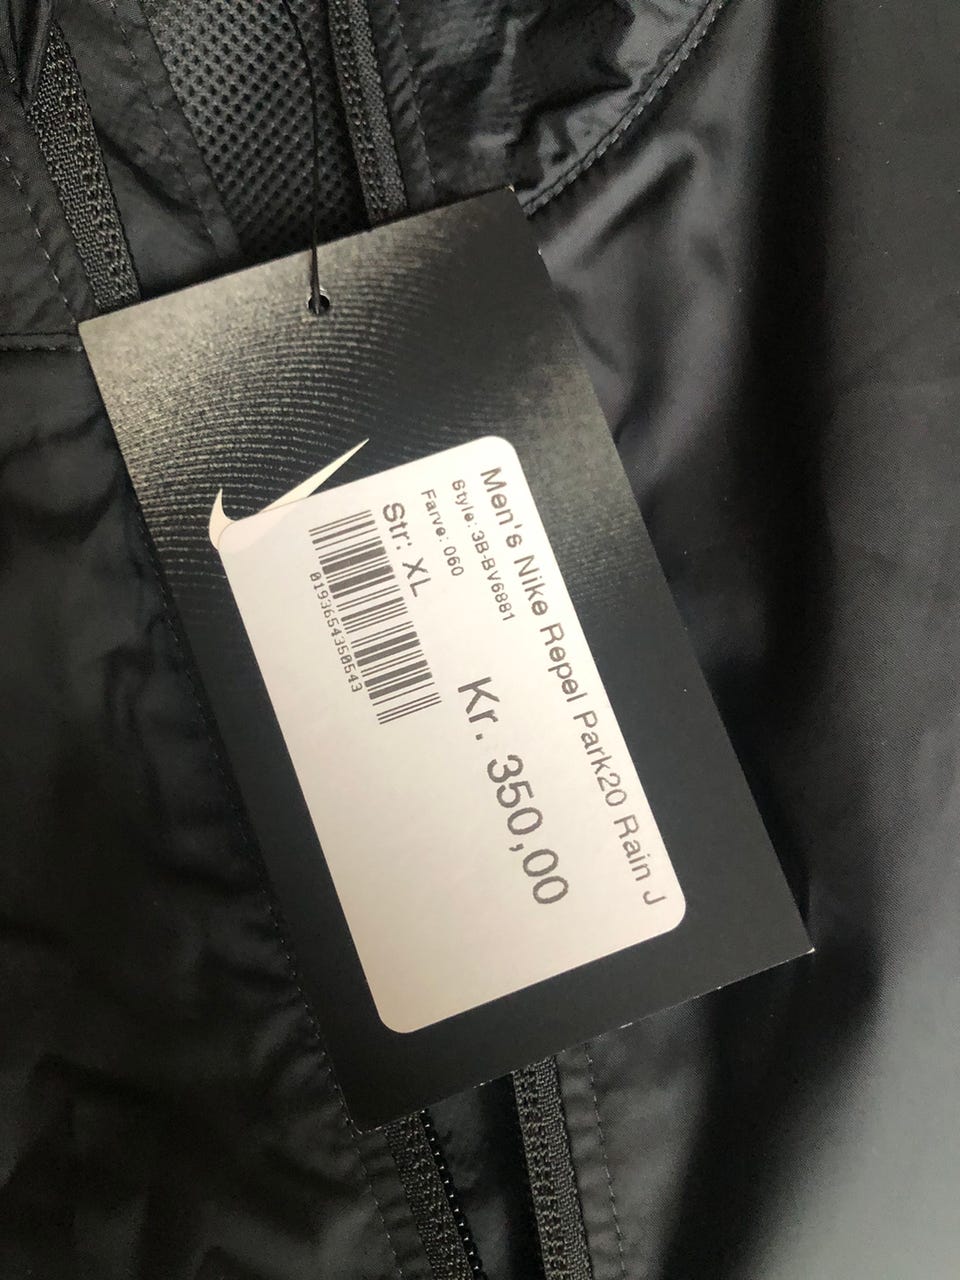 Men's Nike Repel Park20 Rain J
Style: 3B-BV6881
Farve: 060
Kr. 350,00
Str: XL
0193654350543